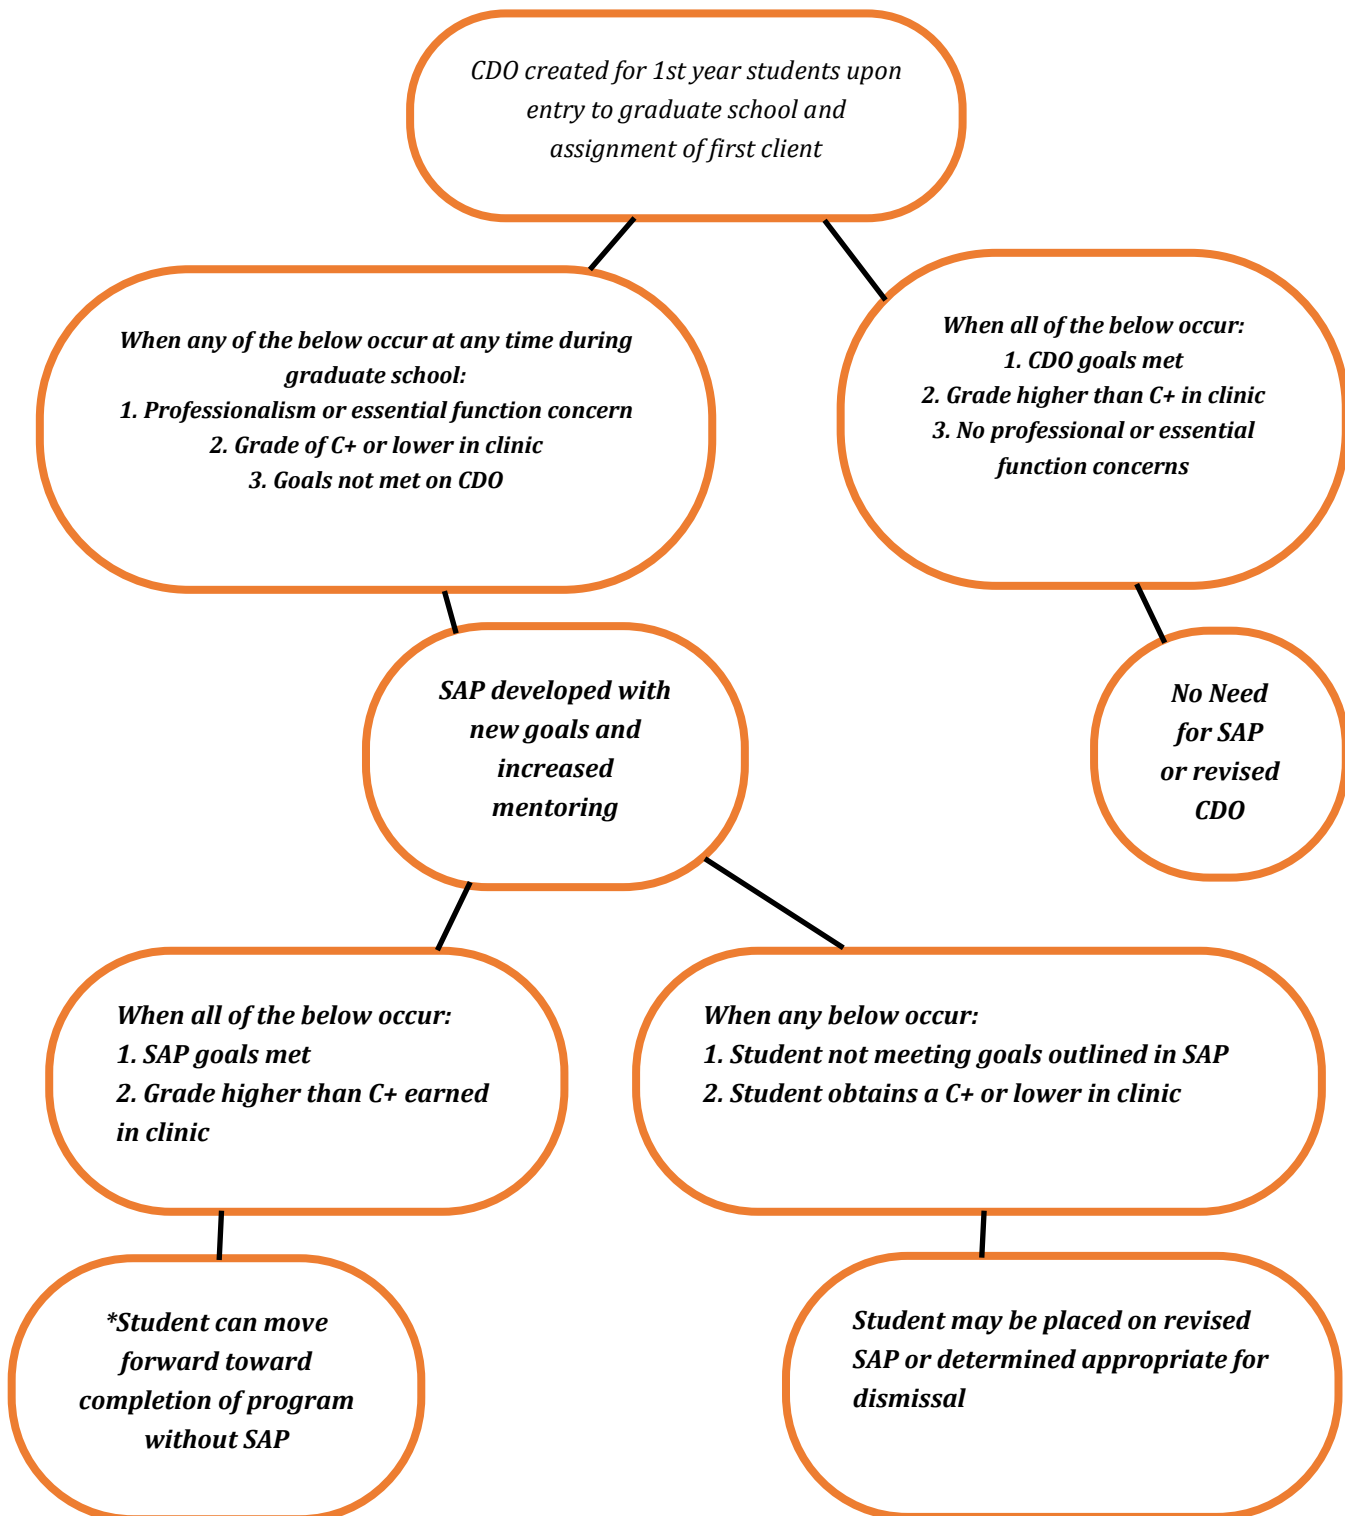 CDO created for 1st year students upon
entry to graduate school and
assignment of first client
When any of the below occur at any time during
graduate school:
1. Professionalism or essential function concern
2. Grade of C+ or lower in clinic
3. Goals not met on CDO
When all of the below occur:
1. CDO goals met
2. Grade higher than C+ in clinic
3. No professional or essential
function concerns
SAP developed with
new goals and
increased
mentoring
No Need
for SAP
or revised
CDO
When all of the below occur:
1. SAP goals met
2. Grade higher than C+ earned
in clinic
When any below occur:
1. Student not meeting goals outlined in SAP
2. Student obtains a C+ or lower in clinic
*Student can move
forward toward
completion of program
without SAP
Student may be placed on revised
SAP or determined appropriate for
dismissal